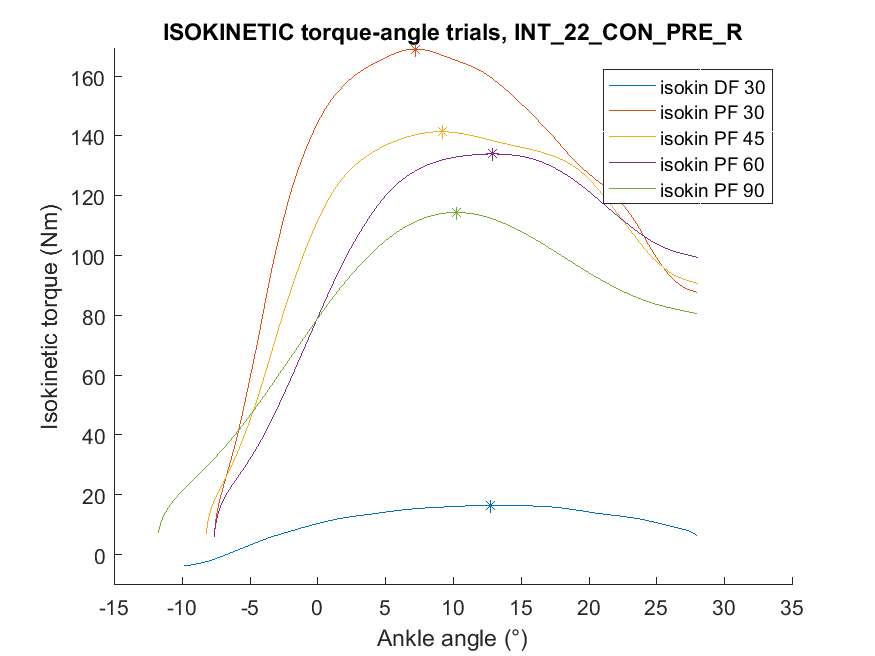 ISOKINETIC torque-angle trials, INT_22_CON_PRE_R
isokin DF 30
isokin PF 30
isokin PF 45
isokin PF 60
isokin PF 90
Isokinetic torque (Nm)
160
140
120
100
80
60
40
20
0
-15 -10 -5 0 5 10 15 20 25 30 35
Ankle angle (°)